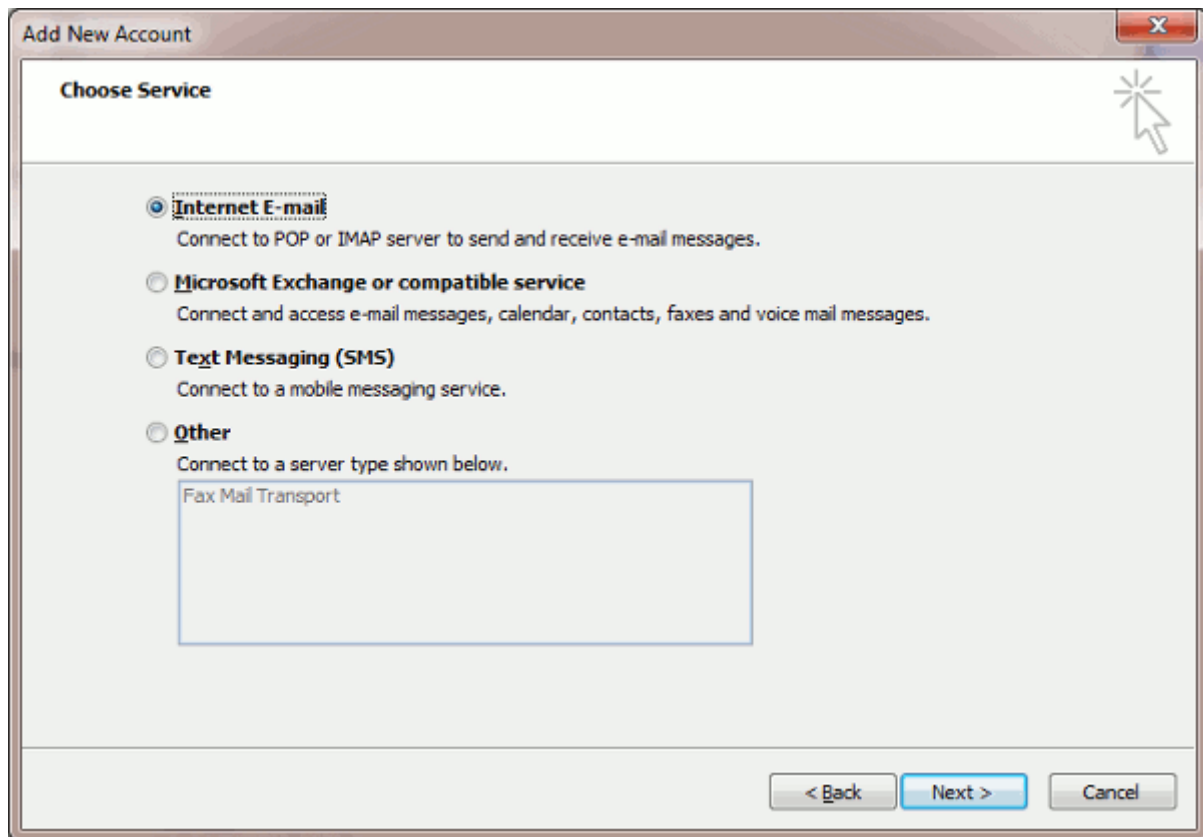 Add New Account
Choose Service
Internet E-mail
Connect to POP or IMAP server to send and receive e-mail messages.
Microsoft Exchange or compatible service
Connect and access e-mail messages, calendar, contacts, faxes and voice mail messages.
Text Messaging (SMS)
Connect to a mobile messaging service.
Other
Connect to a server type shown below.
Fax Mail Transport
< Back Next > Cancel